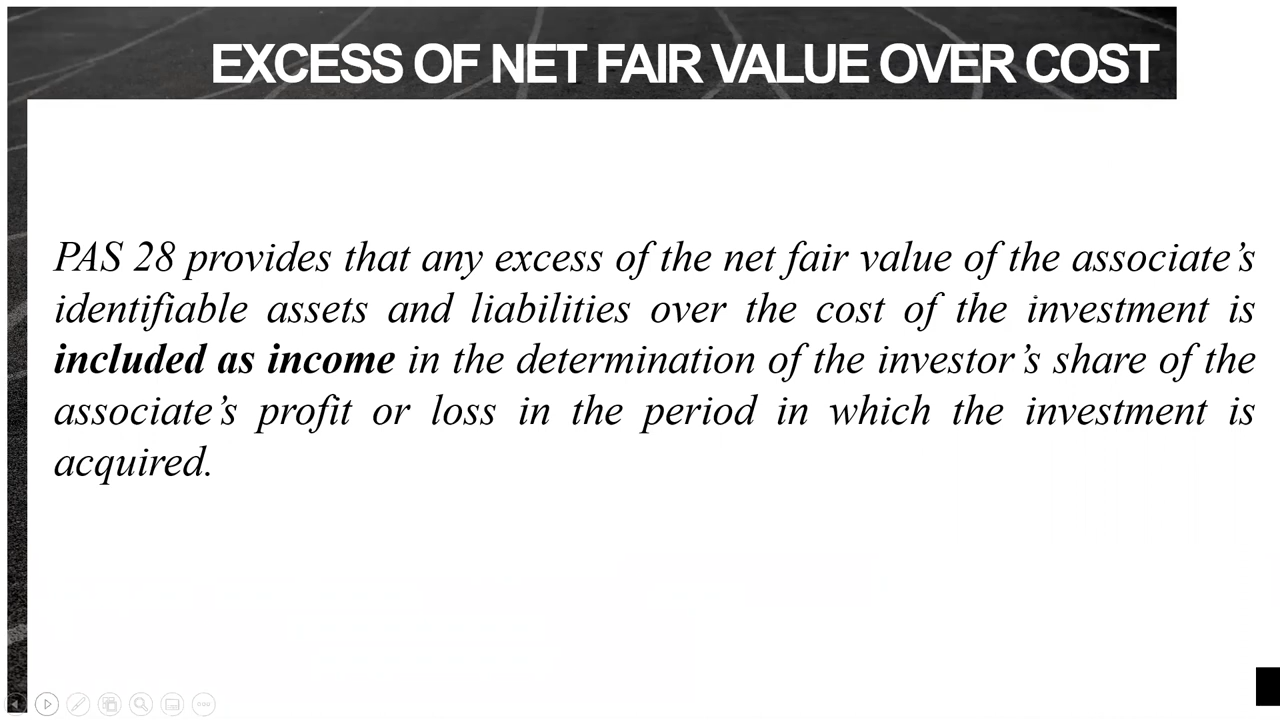 EXCESS OF NET FAIR VALUE OVER COST
PAS 28 provides that any excess of the net fair value of the associate’s
identifiable assets and liabilities over the cost of the investment is
included as income in the determination of the investor’s share of the
associate’s profit or loss in the period in which the investment is
acquired.